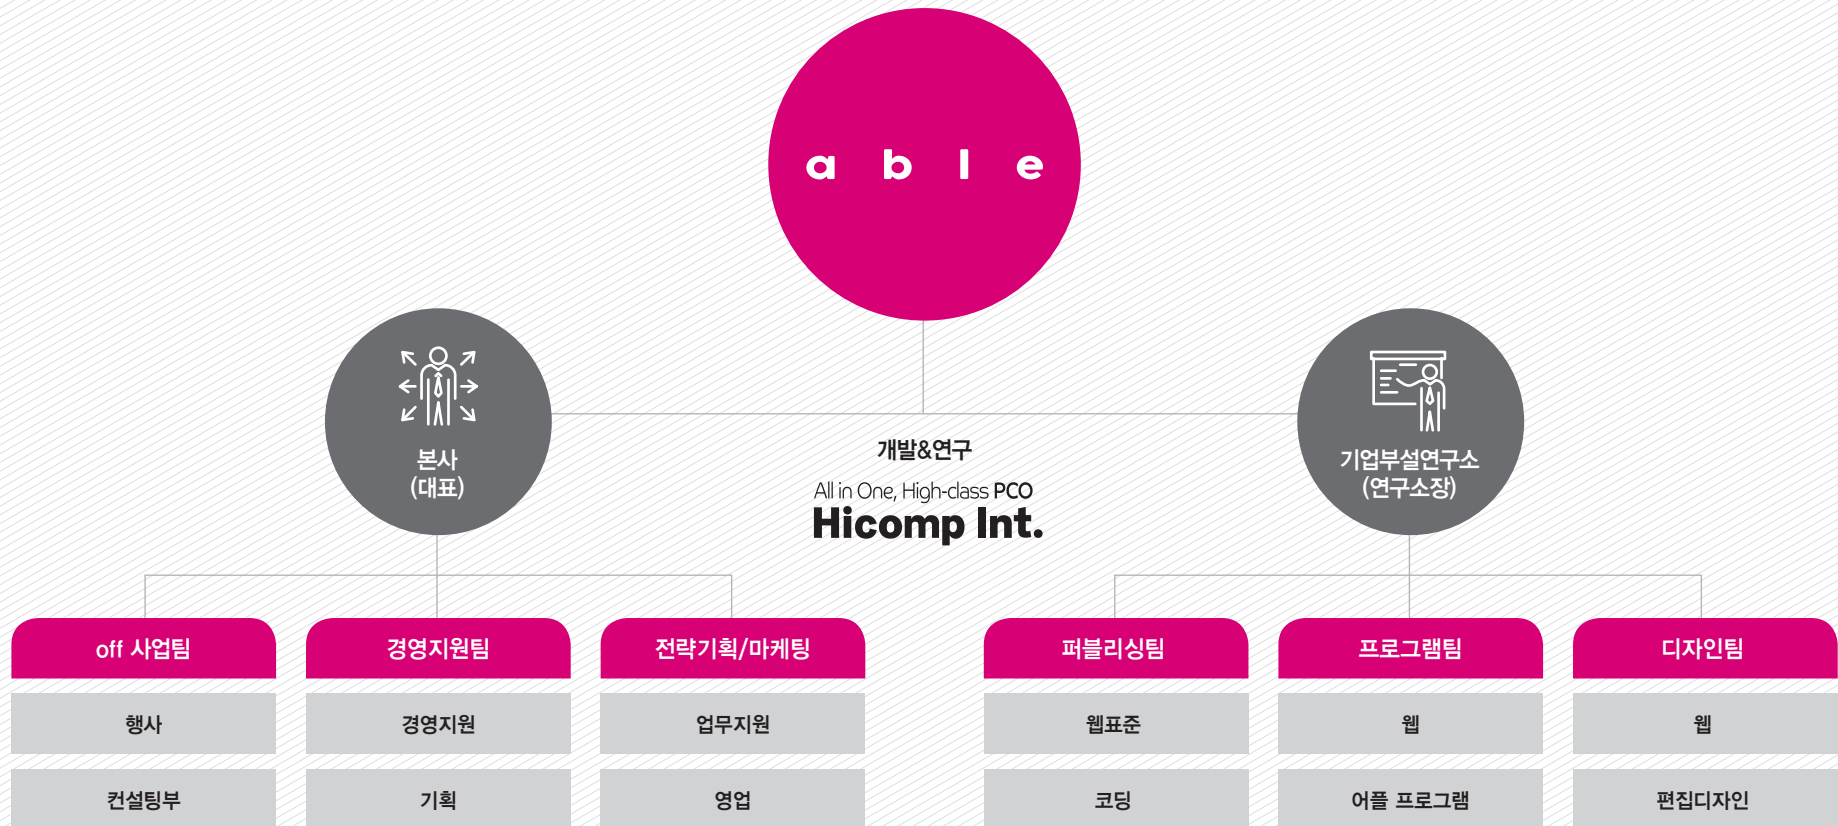 a b l e
본사
(대표)
개발&연구
All in One, High-class PCO
Hicomp Int.
기업부설연구소
(연구소장)
off 사업팀
경영지원팀
전략기획/마케팅
퍼블리싱팀
프로그램팀
디자인팀
행사
경영지원
업무지원
웹표준
웹
웹
컨설팅부
기획
영업
코딩
어플 프로그램
편집디자인